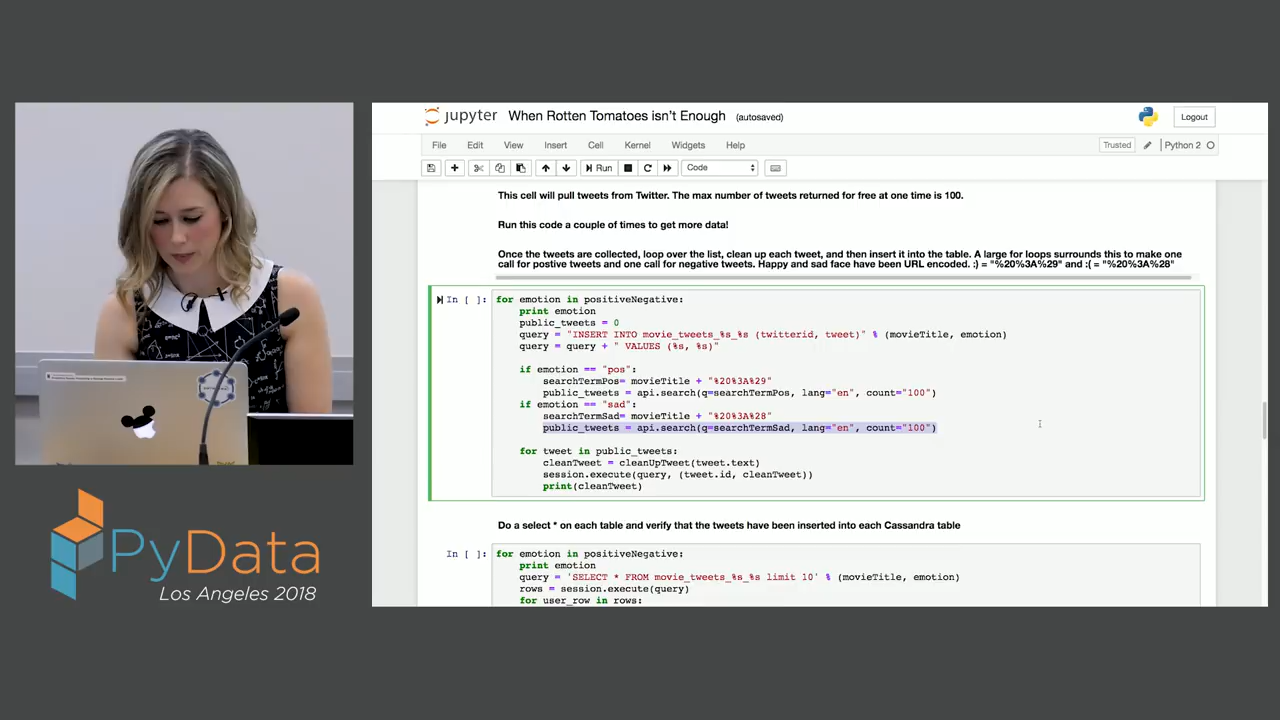 jupyter When Rotten Tomatoes isn't Enough (autosaved)
Logout
File Edit View Insert Cell Kernel Widgets Help
Trusted Python 2
Run Code
This cell will pull tweets from Twitter. The max number of tweets returned for free at one time is 100.
Run this code a couple of times to get more data!
Once the tweets are collected, loop over the list, clean up each tweet, and then insert it into the table. A large for loops surrounds this to make one
call for postive tweets and one call for negative tweets. Happy and sad face have been URL encoded. :) = "%20%3A%29" and :( = "%20%3A%28"
In [ ]: for emotion in positiveNegative:
print emotion
public_tweets = 0
query = "INSERT INTO movie_tweets_%s_%s (twitterid, tweet)" % (movieTitle, emotion)
query = query + " VALUES (%s, %s)"
if emotion == "pos":
searchTermPos= movieTitle + "%20%3A%29"
public_tweets = api.search(q=searchTermPos, lang="en", count="100")
if emotion == "sad":
searchTermSad= movieTitle + "%20%3A%28"
public_tweets = api.search(q=searchTermSad, lang="en", count="100")
for tweet in public_tweets:
cleanTweet = cleanUpTweet(tweet.text)
session.execute(query, (tweet.id, cleanTweet))
print(cleanTweet)
Do a select * on each table and verify that the tweets have been inserted into each Cassandra table
In [ ]: for emotion in positiveNegative:
print emotion
query = 'SELECT * FROM movie_tweets_%s_%s limit 10' % (movieTitle, emotion)
rows = session.execute(query)
for user_row in rows:
PyData
Los Angeles 2018